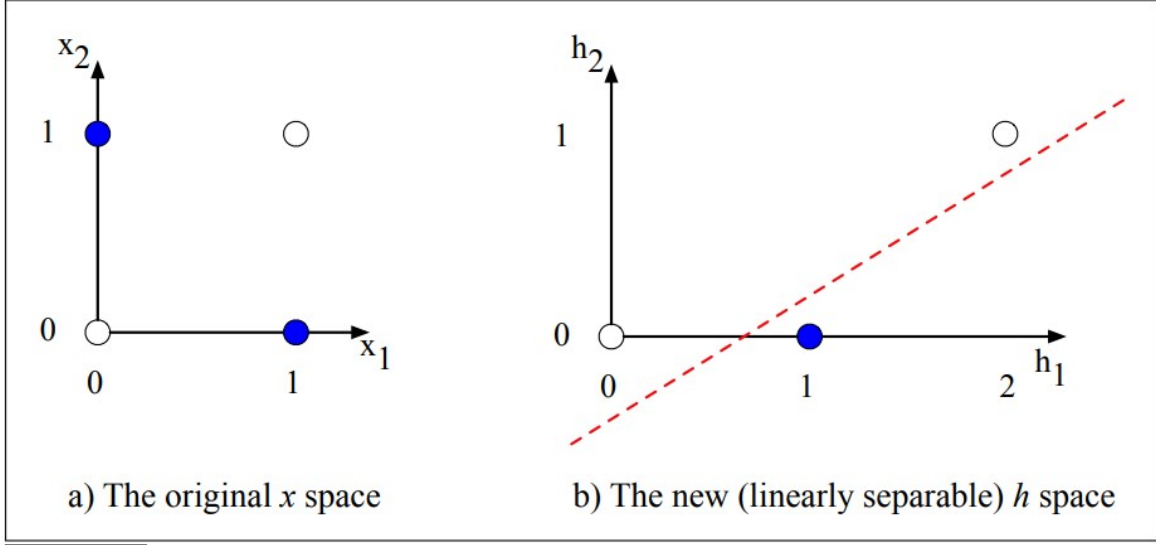 x2
1
0
x1
0
1
a) The original x space
h2
1
0
h1
0
1
2
b) The new (linearly separable) h space